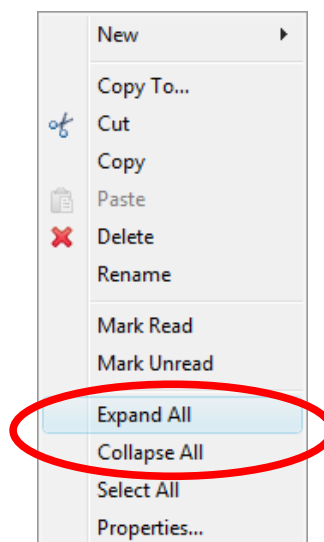 New
Copy To...
Cut
Copy
Paste
Delete
Rename
Mark Read
Mark Unread
Expand All
Collapse All
Select All
Properties...